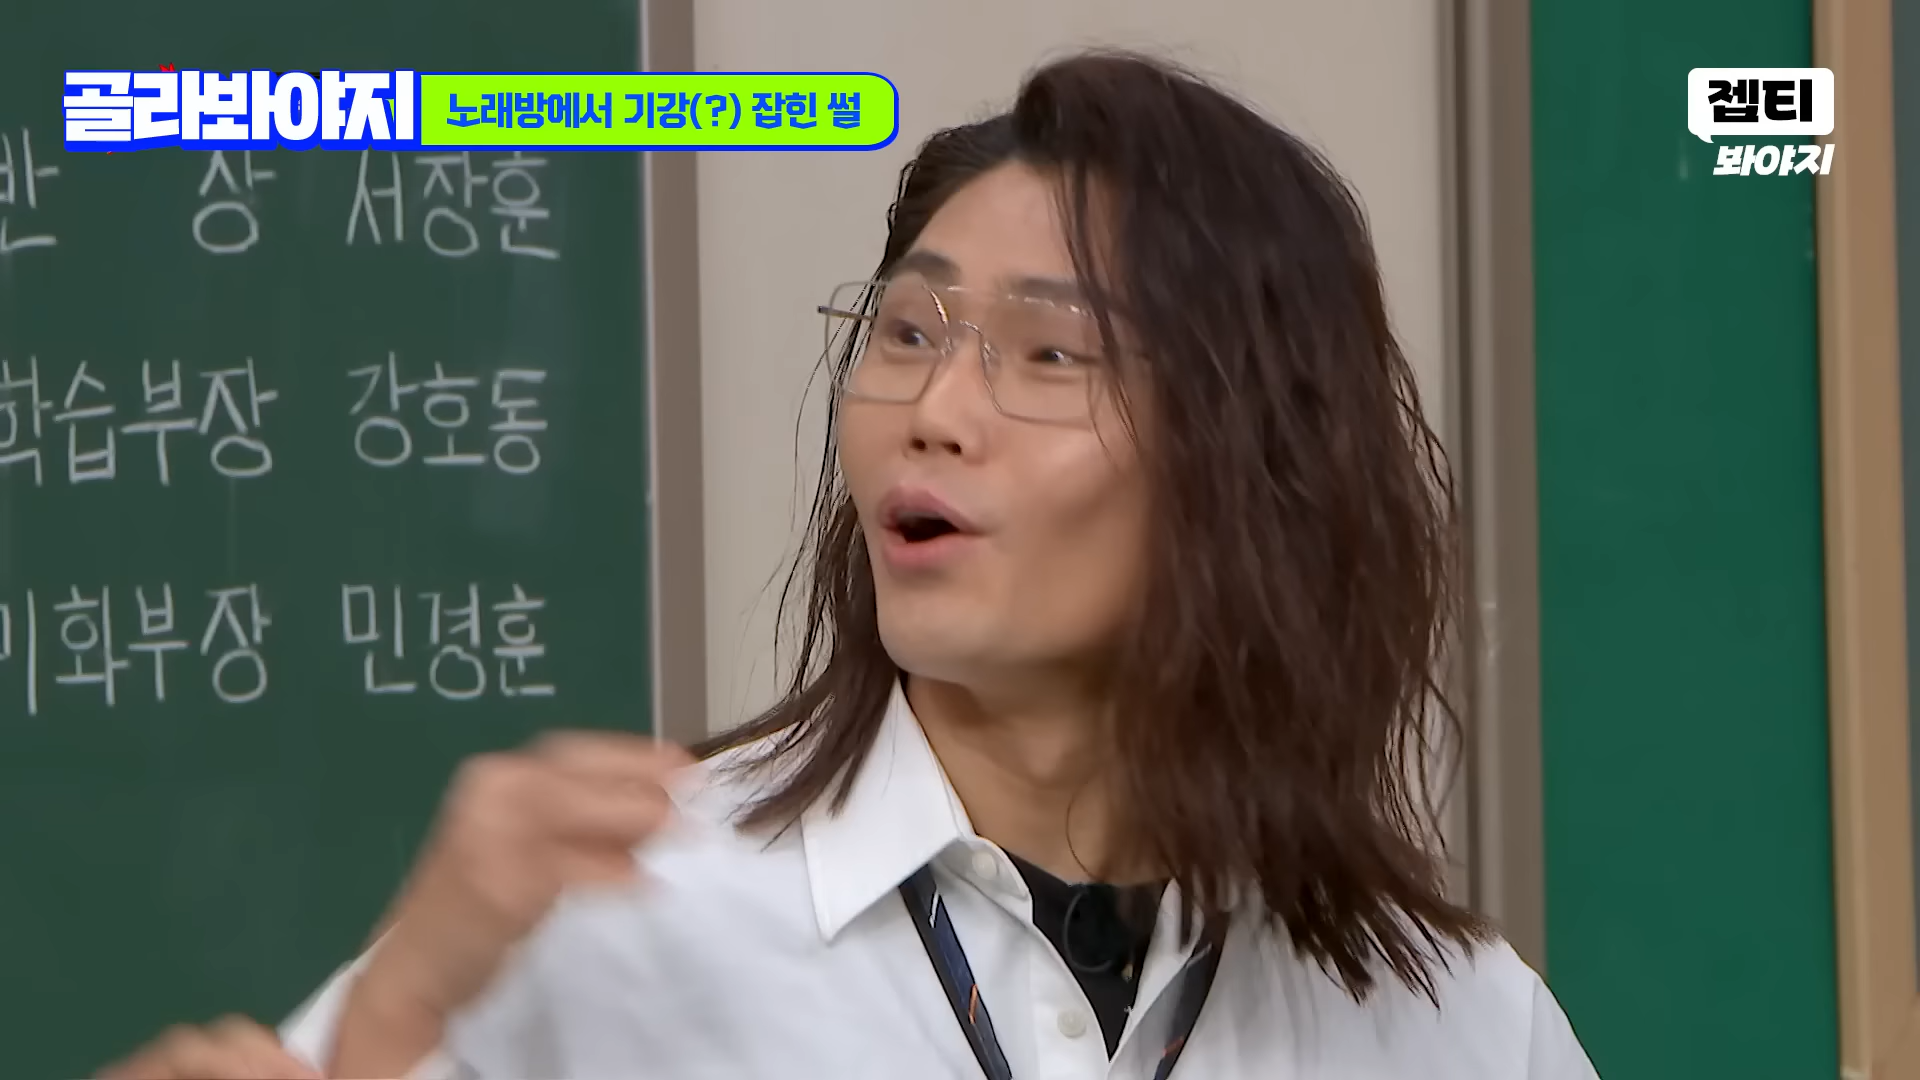 골라봐야지 노래방에서 기강(?) 잡힌 썰
젭티
봐야지
반 상 서장훈
학습부장 강호동
미화부장 민경훈